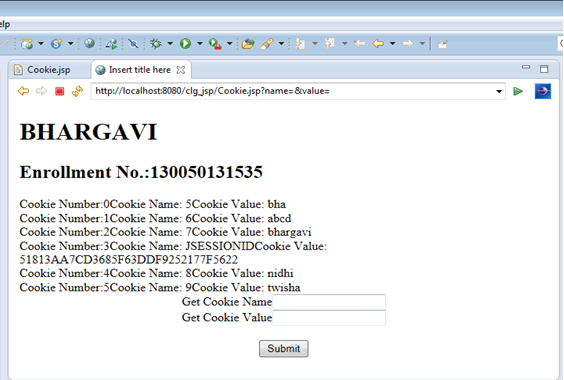 elp
Cookie.jsp
Insert title here
http://localhost:8080/clg_jsp/Cookie.jsp?name=&value=
BHARGAVI
Enrollment No.:130050131535
Cookie Number:0Cookie Name: 5Cookie Value: bha
Cookie Number:1Cookie Name: 6Cookie Value: abcd
Cookie Number:2Cookie Name: 7Cookie Value: bhargavi
Cookie Number:3Cookie Name: JSESSIONIDCookie Value:
51813AA7CD3685F63DDF9252177F5622
Cookie Number:4Cookie Name: 8Cookie Value: nidhi
Cookie Number:5Cookie Name: 9Cookie Value: twisha
Get Cookie Name
Get Cookie Value
Submit